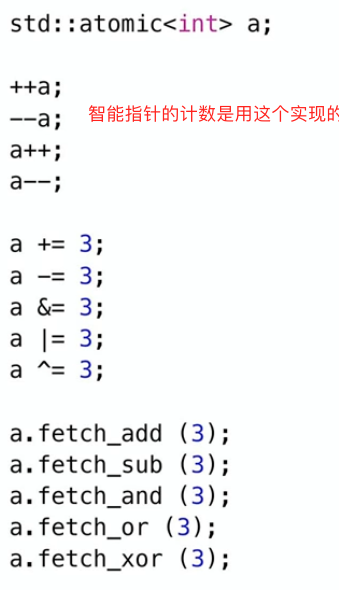 std::atomic<int> a;
++a;
--a;
智能指针的计数是用这个实现的
a++;
a--;
a += 3;
a -= 3;
a &= 3;
a |= 3;
a ^= 3;
a.fetch_add (3);
a.fetch_sub (3);
a.fetch_and (3);
a.fetch_or (3);
a.fetch_xor (3);